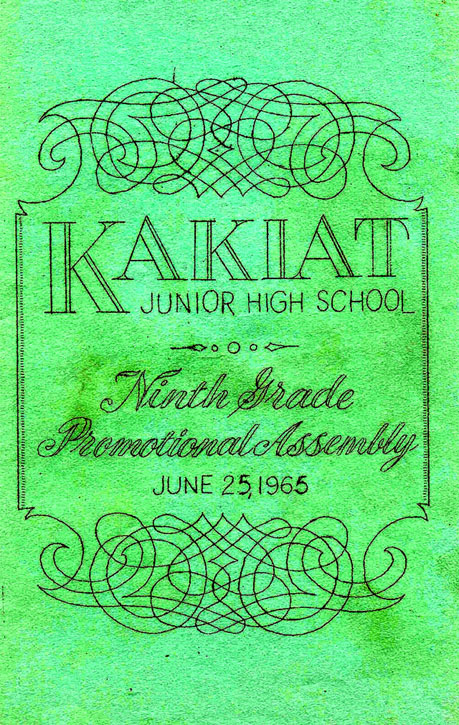 KAKIAT
JUNIOR HIGH SCHOOL
Ninth Grade
Promotional Assembly
JUNE 25, 1965